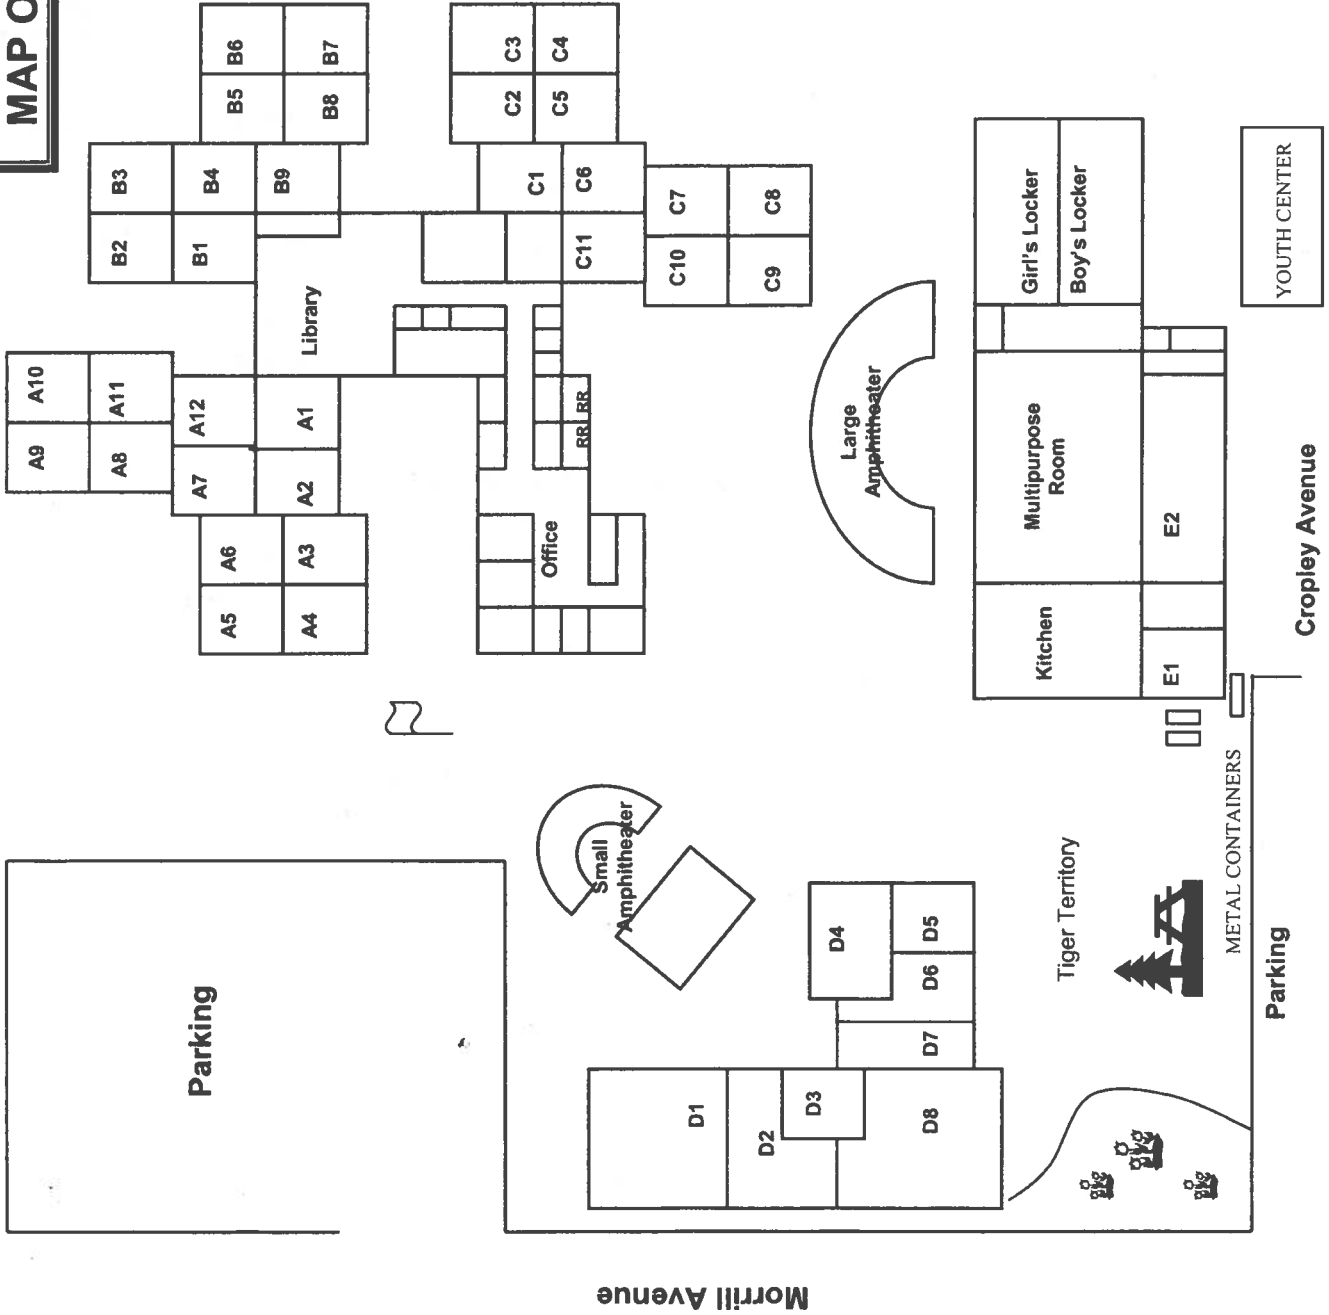 MAP O
B6
B7
B5
B8
B3
B4
B9
B2
B1
C3
C4
C2
C5
C1
C6
C11
C7
C8
C10
C9
Library
A10
A11
A9
A8
A12
A1
A7
A2
A6
A3
A5
A4
RR
RR
Office
Large
Amphitheater
Girl's Locker
Boy's Locker
YOUTH CENTER
Multipurpose
Room
E2
Kitchen
E1
Cropley Avenue
Small
Amphitheater
METAL CONTAINERS
Tiger Territory
Parking
D4
D5
D6
D7
D1
D2
D3
D8
Parking
Morrill Avenue